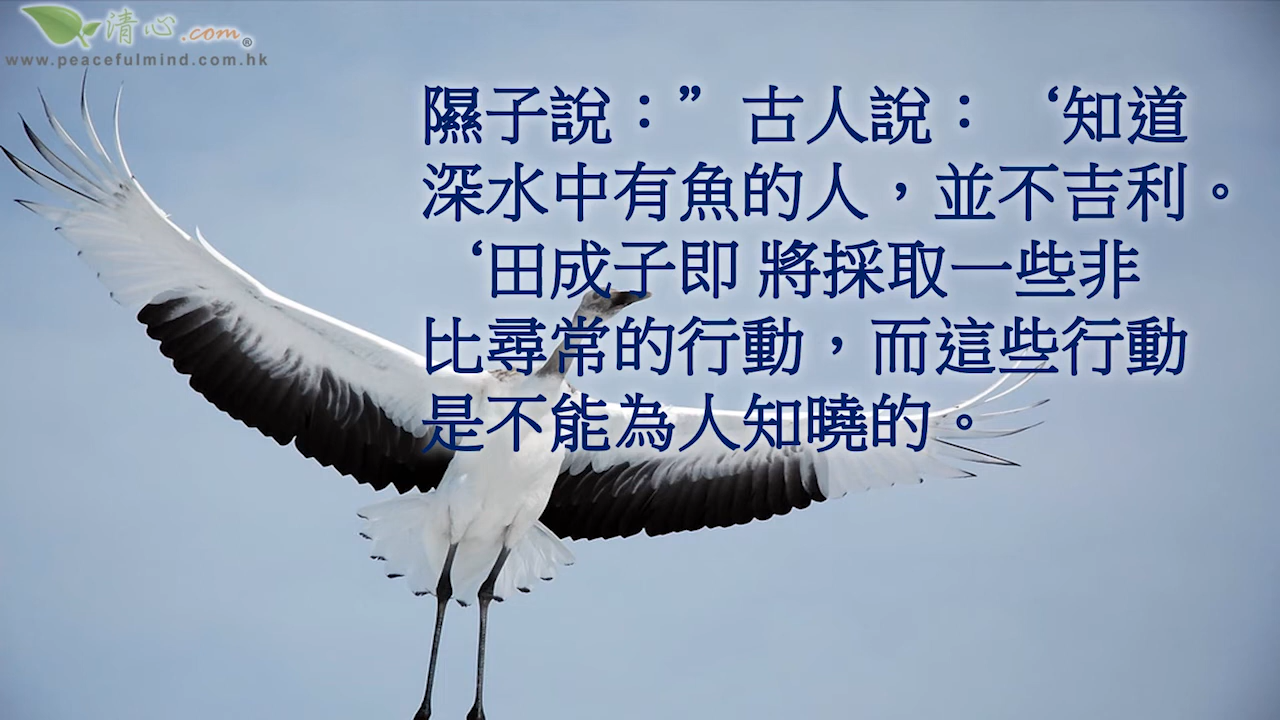 清心.com®
www.peacefulmind.com.hk
隰子說：”古人說：‘知道
深水中有魚的人，並不吉利。
‘田成子即 將採取一些非
比尋常的行動，而這些行動
是不能為人知曉的。